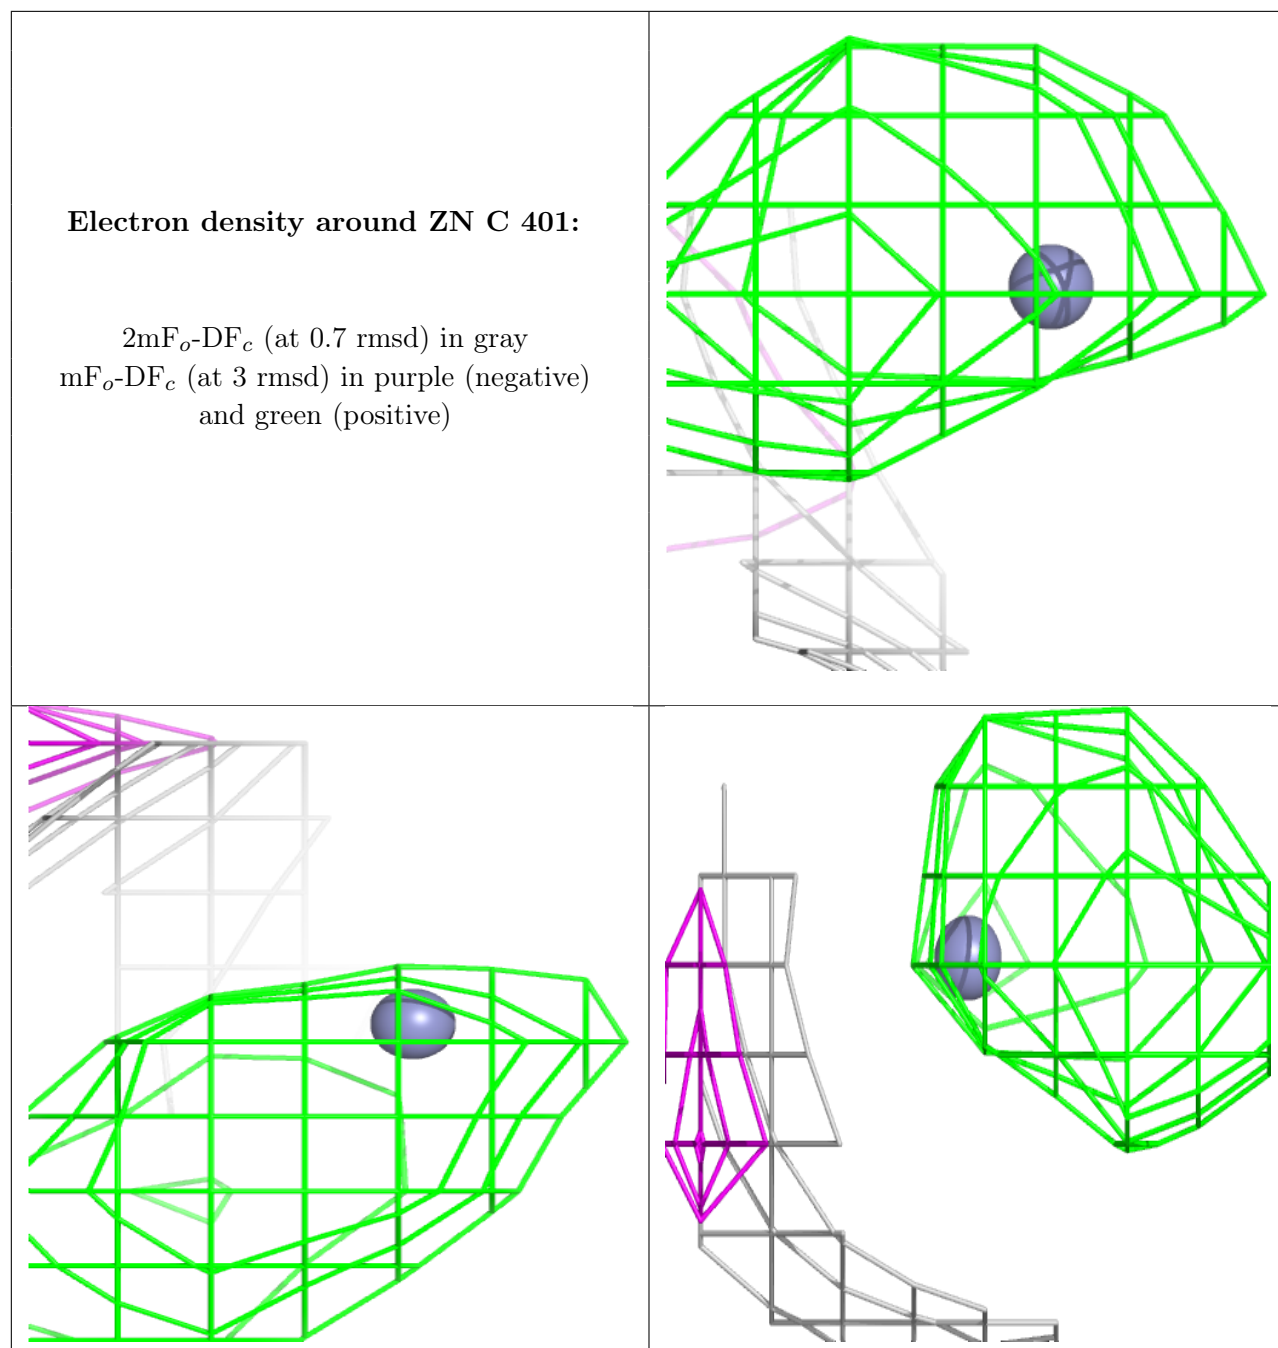 Electron density around ZN C 401:
2mFo-DFc (at 0.7 rmsd) in gray
mFo-DFc (at 3 rmsd) in purple (negative)
and green (positive)